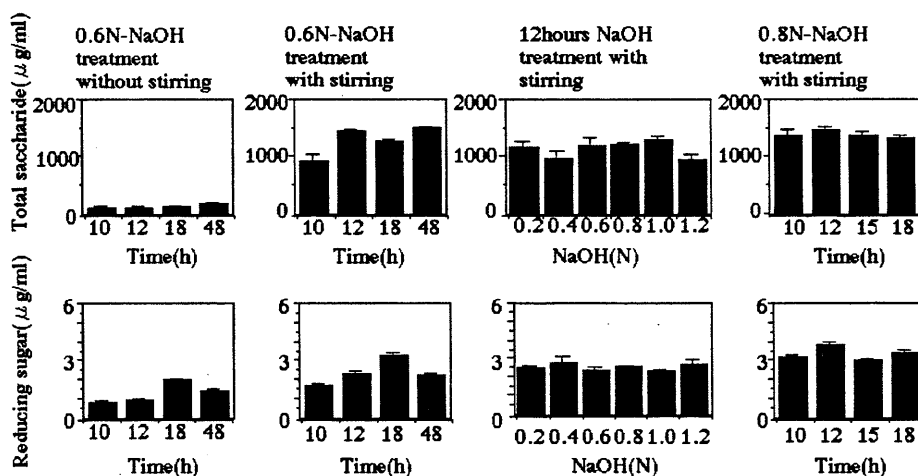 0.6N-NaOH
treatment
without stirring
0.6N-NaOH
treatment
with stirring
12hours NaOH
treatment with
stirring
0.8N-NaOH
treatment
with stirring
Total saccharide(μg/ml)
2000
1000
0
10 12 18 48
Time(h)
2000
1000
0
10 12 18 48
Time(h)
2000
1000
0
0.2 0.4 0.6 0.8 1.0 1.2
NaOH(N)
2000
1000
0
10 12 15 18
Time(h)
Reducing sugar(μg/ml)
6
3
0
10 12 18 48
Time(h)
6
3
0
10 12 18 48
Time(h)
6
3
0
0.2 0.4 0.6 0.8 1.0 1.2
NaOH(N)
6
3
0
10 12 15 18
Time(h)